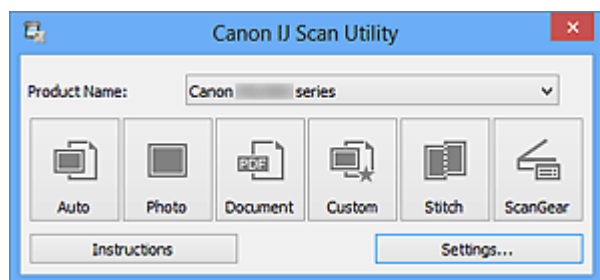 Canon IJ Scan Utility
Product Name: Canon series
PDF
Auto Photo Document Custom Stitch ScanGear
Instructions Settings...